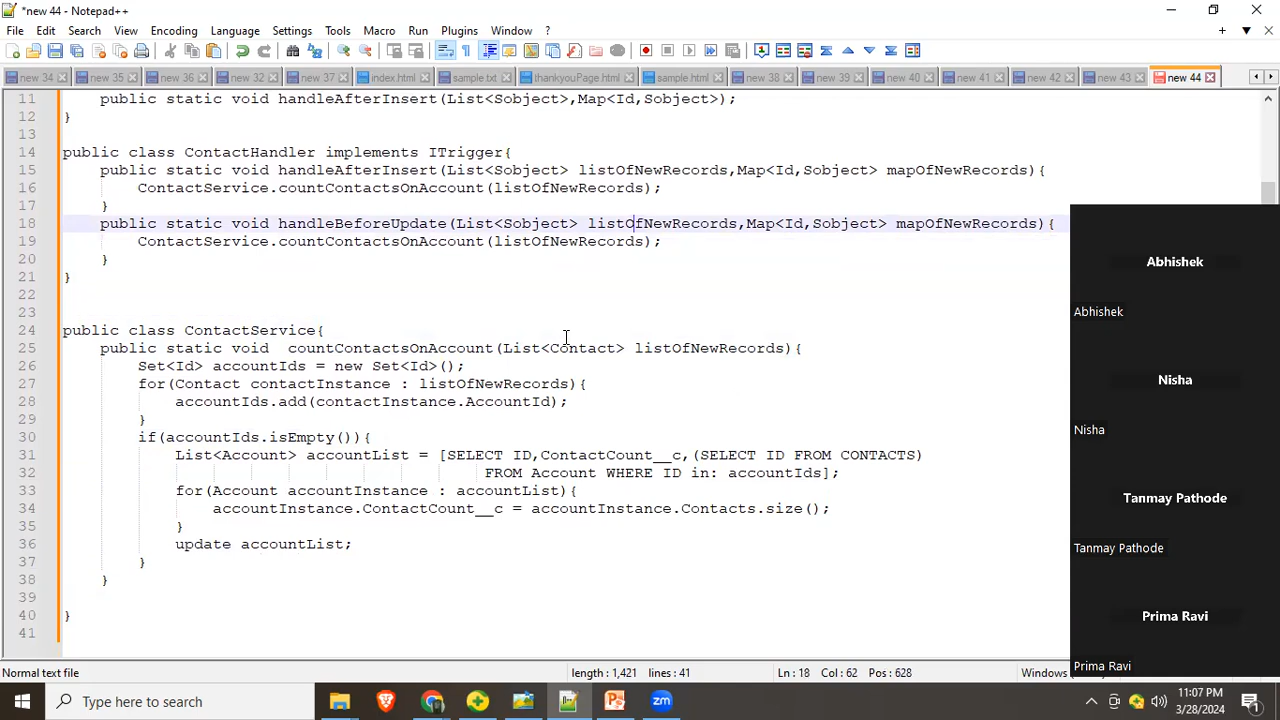 *new 44 - Notepad++
File Edit Search View Encoding Language Settings Tools Macro Run Plugins Window ?
new 34 new 35 new 36 new 32 new 37 index.html sample.txt thankyouPage.html sample.html new 38 new 39 new 40 new 41 new 42 new 43 new 44
11 public static void handleAfterInsert(List<Sobject>,Map<Id,Sobject>);
12 }
13
14 public class ContactHandler implements ITrigger{
15 public static void handleAfterInsert(List<Sobject> listOfNewRecords,Map<Id,Sobject> mapOfNewRecords){
16 ContactService.countContactsOnAccount(listOfNewRecords);
17 }
18 public static void handleBeforeUpdate(List<Sobject> listOfNewRecords,Map<Id,Sobject> mapOfNewRecords){
19 ContactService.countContactsOnAccount(listOfNewRecords);
20 }
21 }
22
23
24 public class ContactService{
25 public static void  countContactsOnAccount(List<Contact> listOfNewRecords){
26 Set<Id> accountIds = new Set<Id>();
27 for(Contact contactInstance : listOfNewRecords){
28 accountIds.add(contactInstance.AccountId);
29 }
30 if(accountIds.isEmpty()){
31 List<Account> accountList = [SELECT ID,ContactCount__c,(SELECT ID FROM CONTACTS)
32 FROM Account WHERE ID in: accountIds];
33 for(Account accountInstance : accountList){
34 accountInstance.ContactCount__c = accountInstance.Contacts.size();
35 }
36 update accountList;
37 }
38 }
39
40 }
41
Abhishek
Abhishek
Nisha
Nisha
Tanmay Pathode
Tanmay Pathode
Prima Ravi
Prima Ravi
Normal text file length : 1,421 lines : 41 Ln : 18 Col : 62 Pos : 628 Windows (
Type here to search
zm
11:07 PM
3/28/2024
1